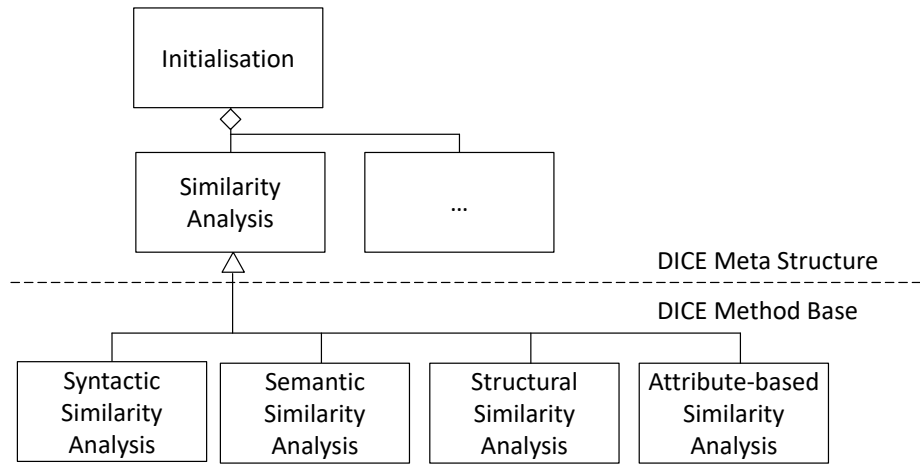 Initialisation
Similarity
Analysis
...
DICE Meta Structure
DICE Method Base
Syntactic
Similarity
Analysis
Semantic
Similarity
Analysis
Structural
Similarity
Analysis
Attribute-based
Similarity
Analysis